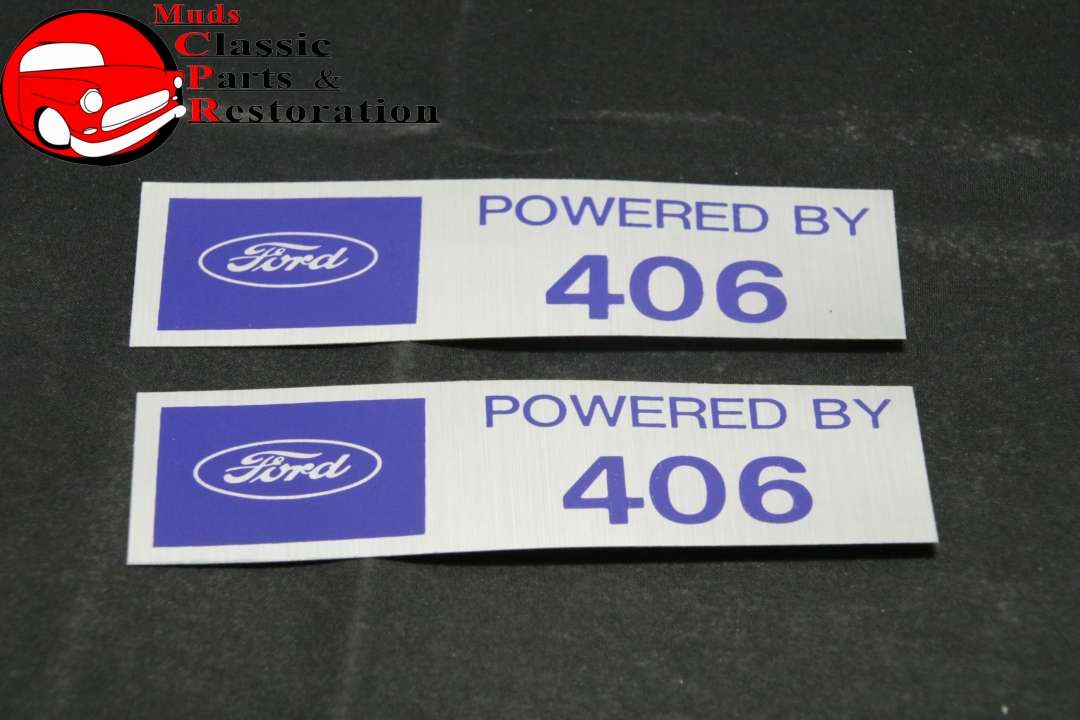 Muds
Classic
Parts &
Restoration
Ford
POWERED BY
406
Ford
POWERED BY
406